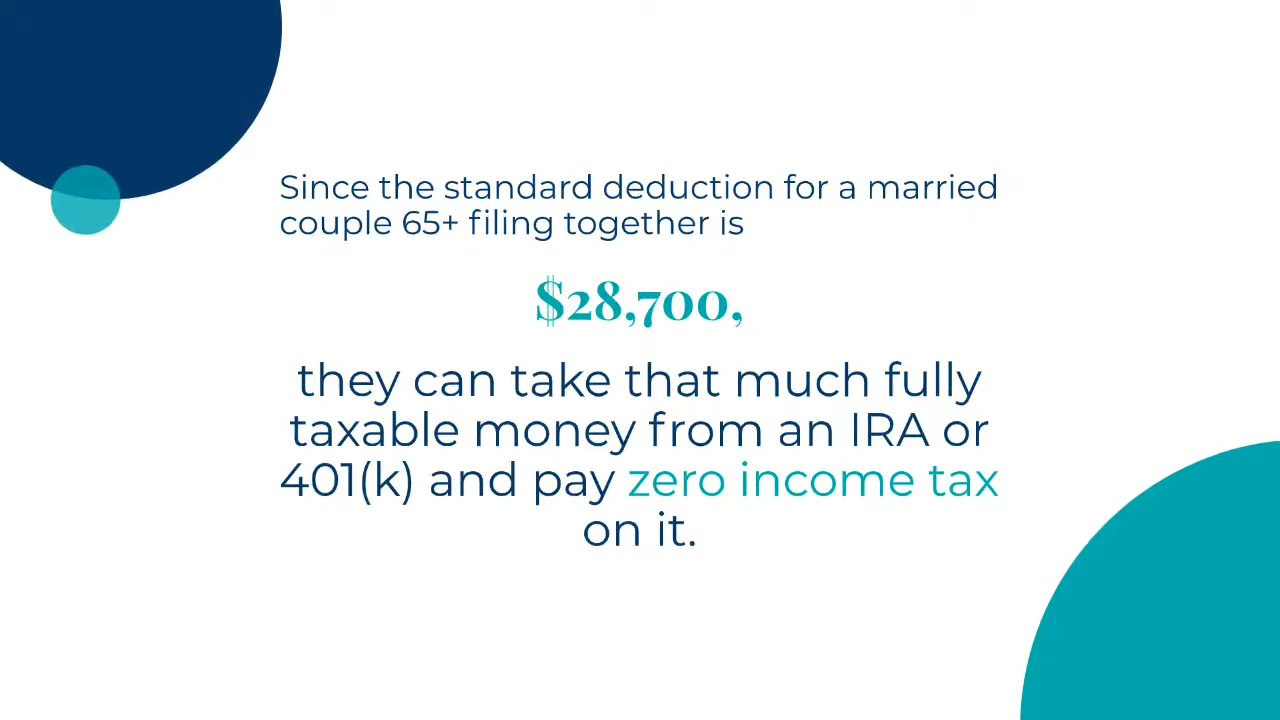 Since the standard deduction for a married
couple 65+ filing together is
$28,700,
they can take that much fully
taxable money from an IRA or
401(k) and pay zero income tax
on it.